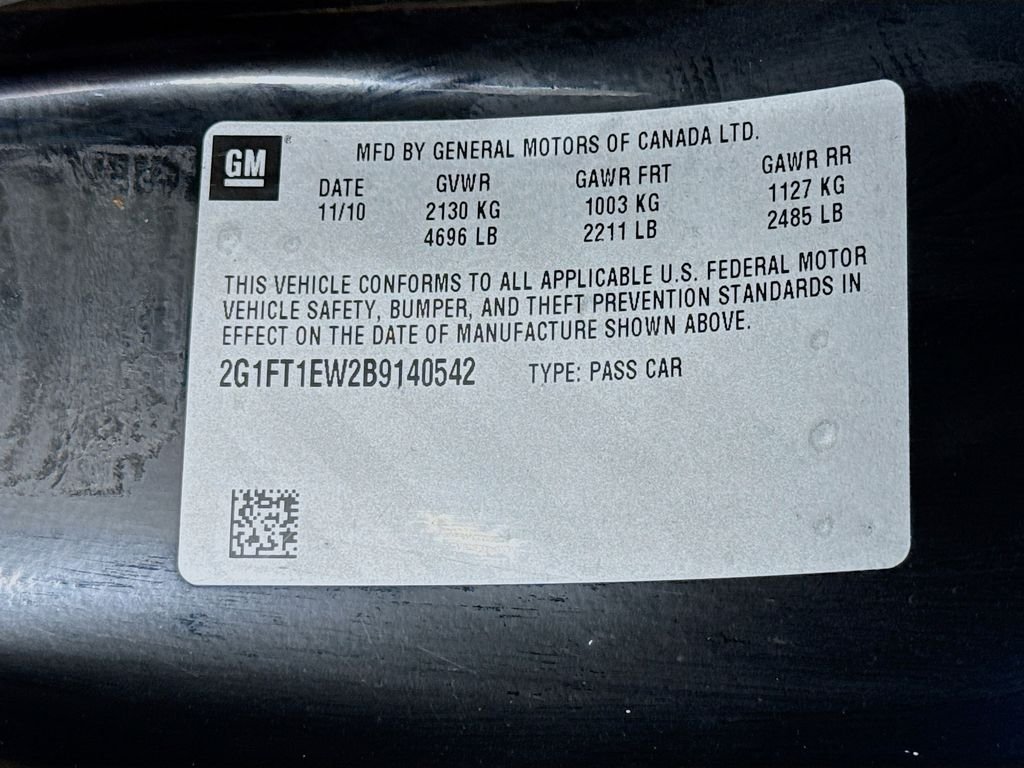 GM ®
MFD BY GENERAL MOTORS OF CANADA LTD.
DATE GVWR GAWR FRT GAWR RR
11/10 2130 KG 1003 KG 1127 KG
4696 LB 2211 LB 2485 LB
THIS VEHICLE CONFORMS TO ALL APPLICABLE U.S. FEDERAL MOTOR
VEHICLE SAFETY, BUMPER, AND THEFT PREVENTION STANDARDS IN
EFFECT ON THE DATE OF MANUFACTURE SHOWN ABOVE.
2G1FT1EW2B9140542 TYPE: PASS CAR